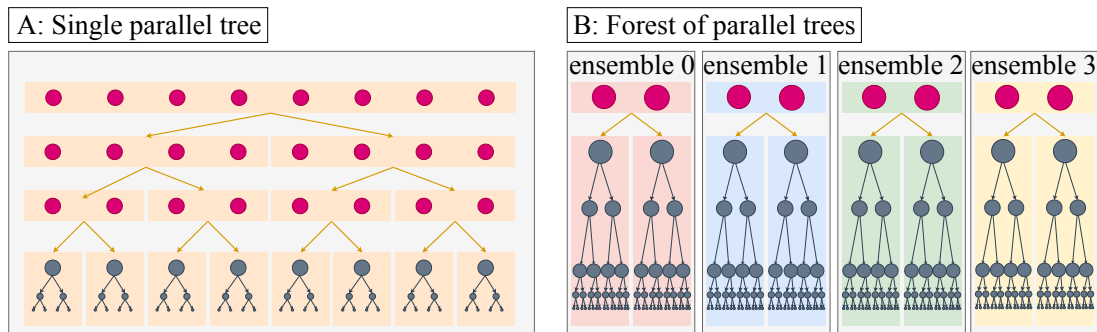 A: Single parallel tree
B: Forest of parallel trees
ensemble 0
ensemble 1
ensemble 2
ensemble 3